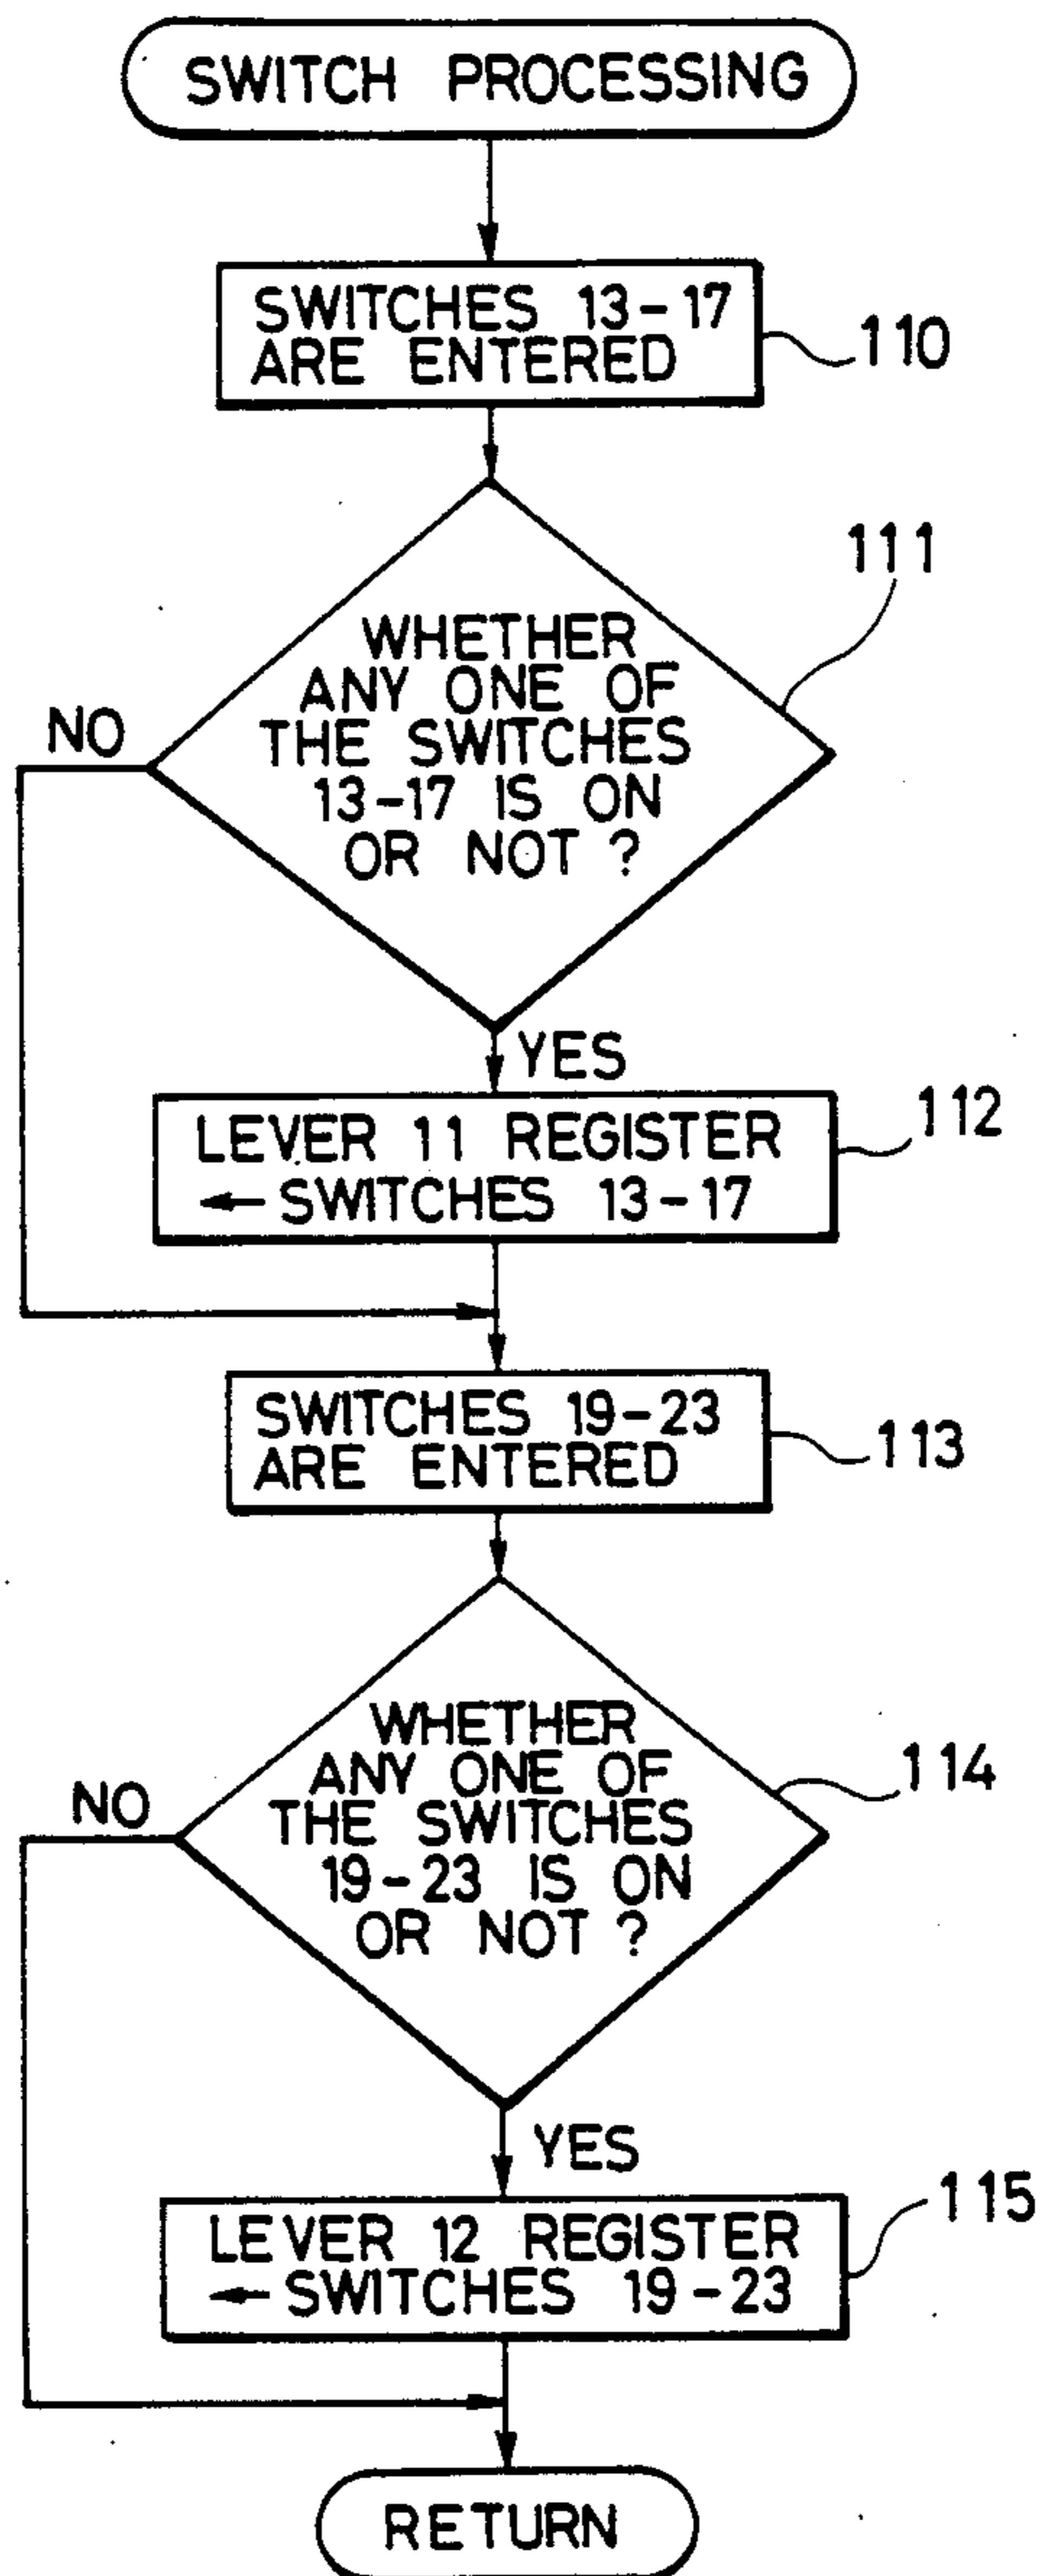 SWITCH PROCESSING
SWITCHES 13-17
ARE ENTERED
110
111
WHETHER
ANY ONE OF
THE SWITCHES
13-17 IS ON
OR NOT ?
NO
YES
LEVER 11 REGISTER
← SWITCHES 13-17
112
SWITCHES 19-23
ARE ENTERED
113
WHETHER
ANY ONE OF
THE SWITCHES
19-23 IS ON
OR NOT ?
114
NO
YES
LEVER 12 REGISTER
← SWITCHES 19-23
115
RETURN